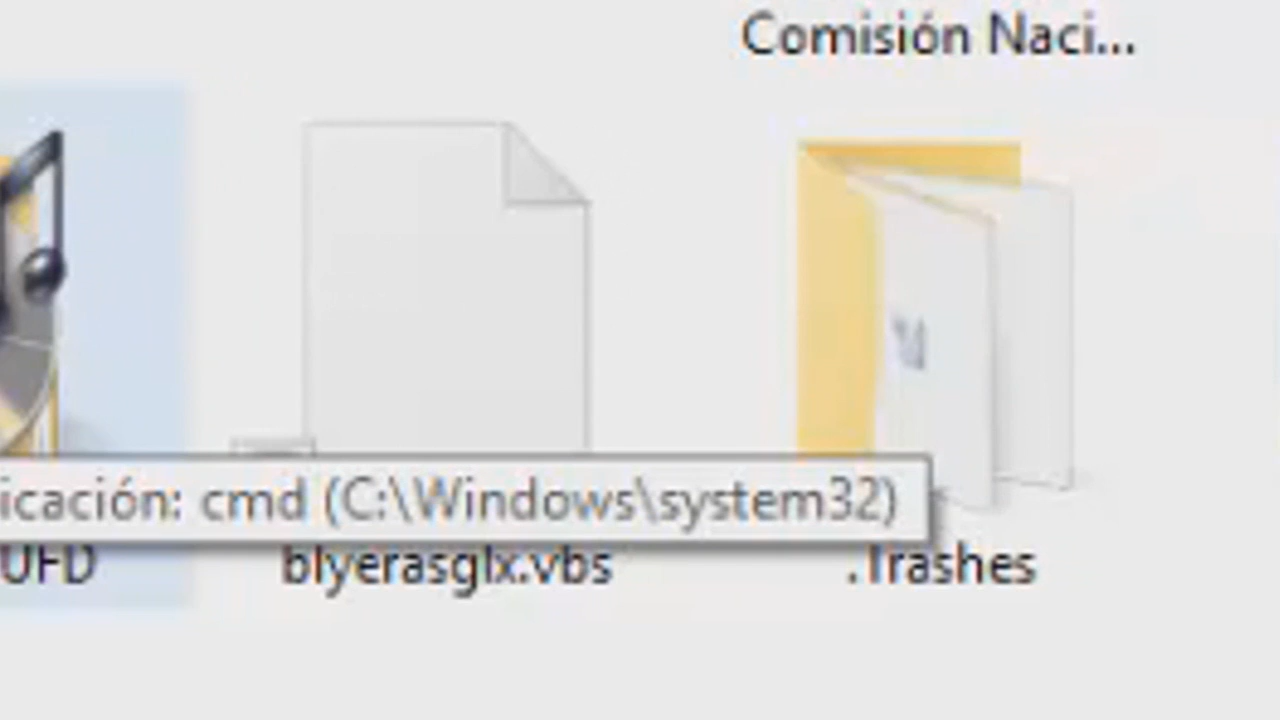 Comisión Naci...
icación: cmd (C:\Windows\system32)
UFD
blyerasglx.vbs
.Trashes